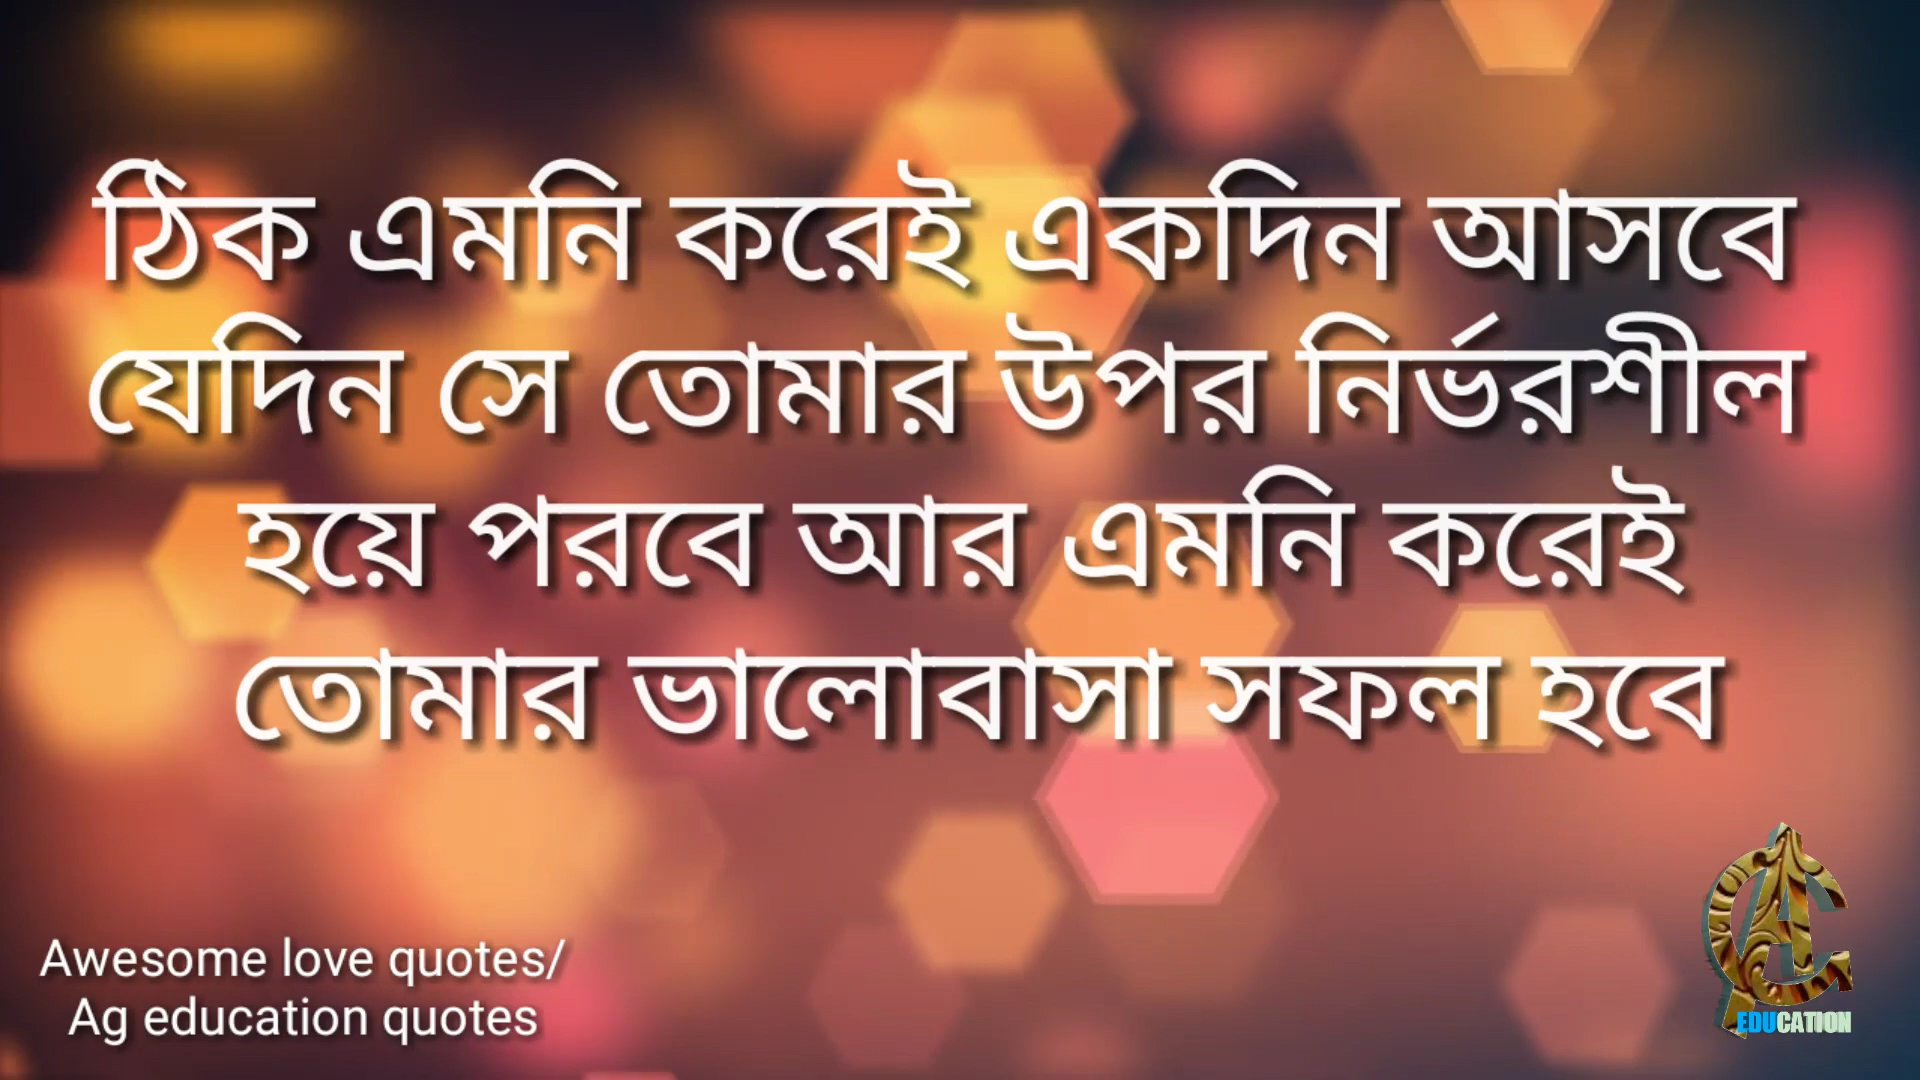 ঠিক এমনি করেই একদিন আসবে
যেদিন সে তোমার উপর নির্ভরশীল
হয়ে পরবে আর এমনি করেই
তোমার ভালোবাসা সফল হবে
Awesome love quotes/
Ag education quotes
EDUCATION